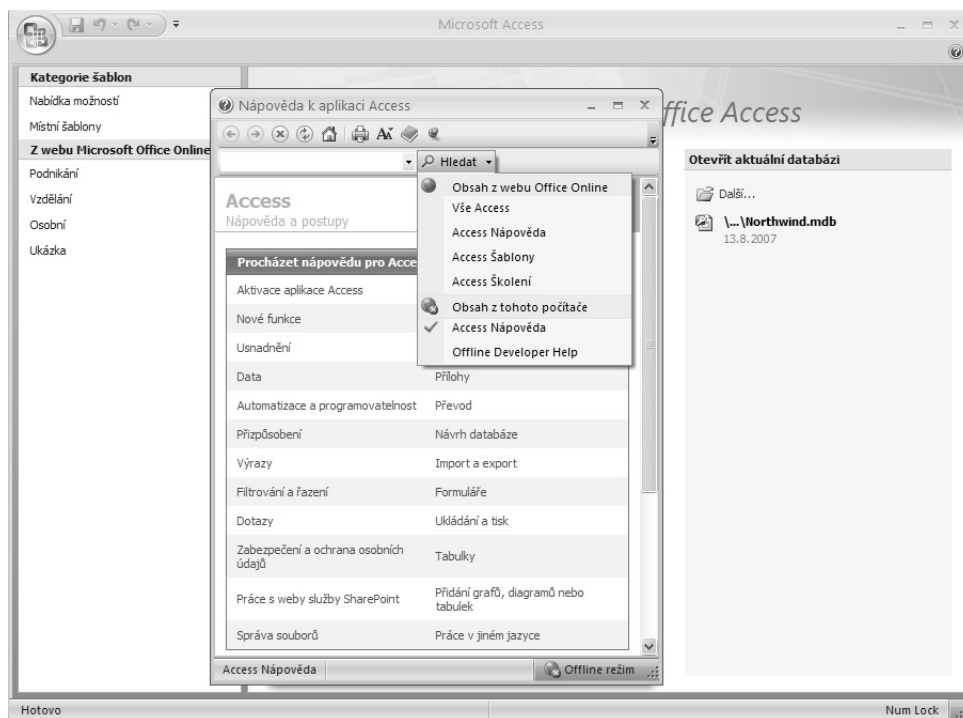 Microsoft Access
Kategorie šablon
Nabídka možností
Místní šablony
Z webu Microsoft Office Online
Podnikání
Vzdělání
Osobní
Ukázka
ffice Access
Otevřít aktuální databázi
Další...
\...\Northwind.mdb
13.8.2007
Nápověda k aplikaci Access
Hledat
Obsah z webu Office Online
Vše Access
Access Nápověda
Access Šablony
Access Školení
Obsah z tohoto počítače
Access Nápověda
Offline Developer Help
Access
Nápověda a postupy
Procházet nápovědu pro Acce
Aktivace aplikace Access
Nové funkce
Usnadnění
Data Přílohy
Automatizace a programovatelnost Převod
Přizpůsobení Návrh databáze
Výrazy Import a export
Filtrování a řazení Formuláře
Dotazy Ukládání a tisk
Zabezpečení a ochrana osobních
údajů Tabulky
Práce s weby služby SharePoint Přidání grafů, diagramů nebo
tabulek
Správa souborů Práce v jiném jazyce
Access Nápověda Offline režim
Hotovo Num Lock